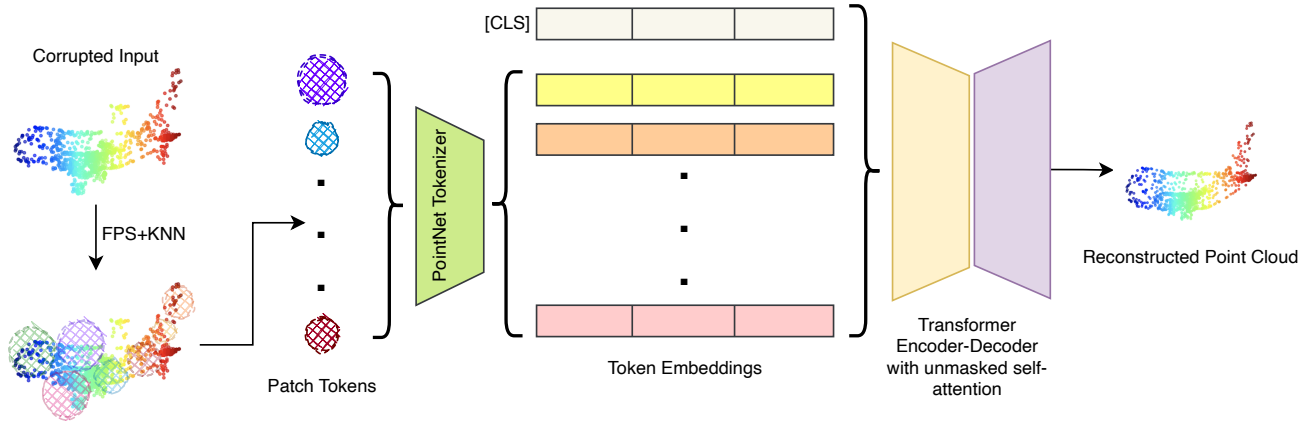 [CLS]
Corrupted Input
FPS+KNN
Patch Tokens
PointNet Tokenizer
Token Embeddings
Transformer
Encoder-Decoder
with unmasked self-
attention
Reconstructed Point Cloud